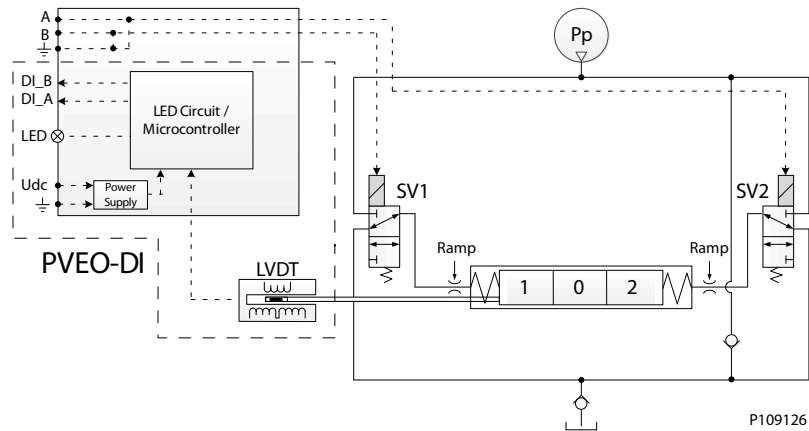 A
B
Pp
DI_B
DI_A
LED Circuit /
Microcontroller
LED
Udc
Power
Supply
SV1
SV2
PVEO-DI
LVDT
Ramp
Ramp
1 0 2
P109126